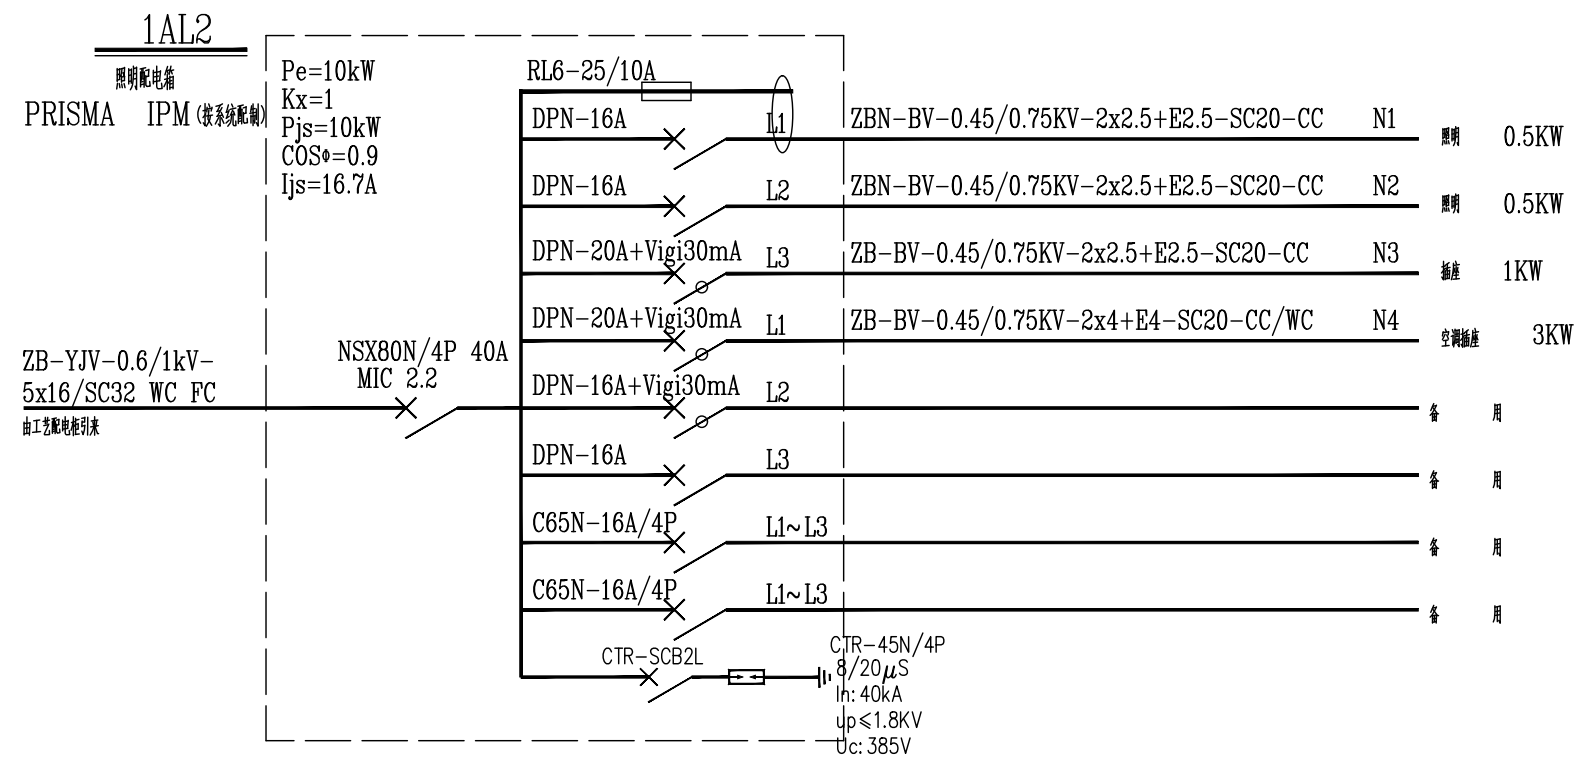 1AL2
照明配电箱
PRISMA IPM (按系统配制)
Pe=10kW
Kx=1
Pjs=10kW
COSΦ=0.9
Ijs=16.7A
RL6-25/10A
DPN-16A L1 ZBN-BV-0.45/0.75KV-2x2.5+E2.5-SC20-CC N1 照明 0.5KW
DPN-16A L2 ZBN-BV-0.45/0.75KV-2x2.5+E2.5-SC20-CC N2 照明 0.5KW
DPN-20A+Vigi30mA L3 ZB-BV-0.45/0.75KV-2x2.5+E2.5-SC20-CC N3 插座 1KW
DPN-20A+Vigi30mA L1 ZB-BV-0.45/0.75KV-2x4+E4-SC20-CC/WC N4 空调插座 3KW
ZB-YJV-0.6/1kV-
5x16/SC32 WC FC
由工艺配电柜引来
NSX80N/4P 40A
MIC 2.2
DPN-16A+Vigi30mA L2 备 用
DPN-16A L3 备 用
C65N-16A/4P L1~L3 备 用
C65N-16A/4P L1~L3 备 用
CTR-SCB2L
CTR-45N/4P
8/20μS
In: 40kA
up≤1.8KV
Uc: 385V